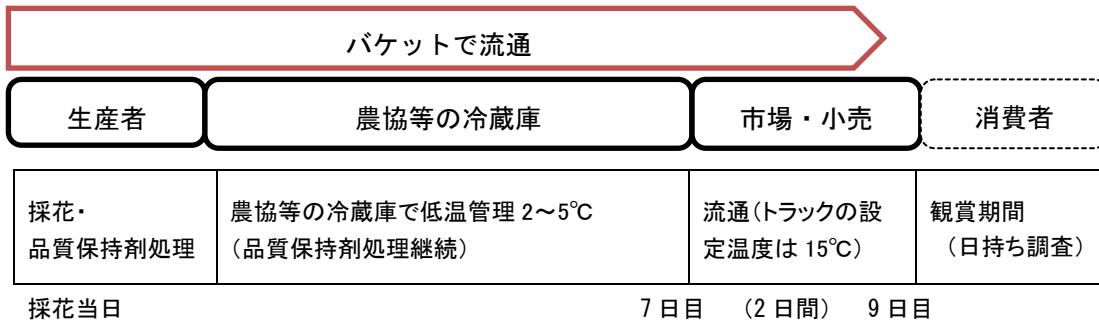 バケットで流通
生産者 農協等の冷蔵庫 市場・小売 消費者
採花・
品質保持剤処理
農協等の冷蔵庫で低温管理 2～5℃
（品質保持剤処理継続）
流通（トラックの設
定温度は 15℃）
観賞期間
（日持ち調査）
採花当日 7 日目 （2 日間） 9 日目